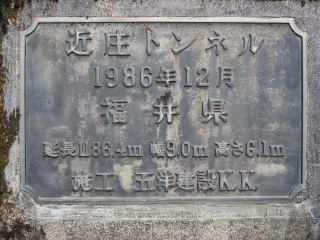 近庄トンネル
1986年12月
福井県
延長1186.4m 幅9.0m 高さ6.1m
施工 五洋建設K.K.